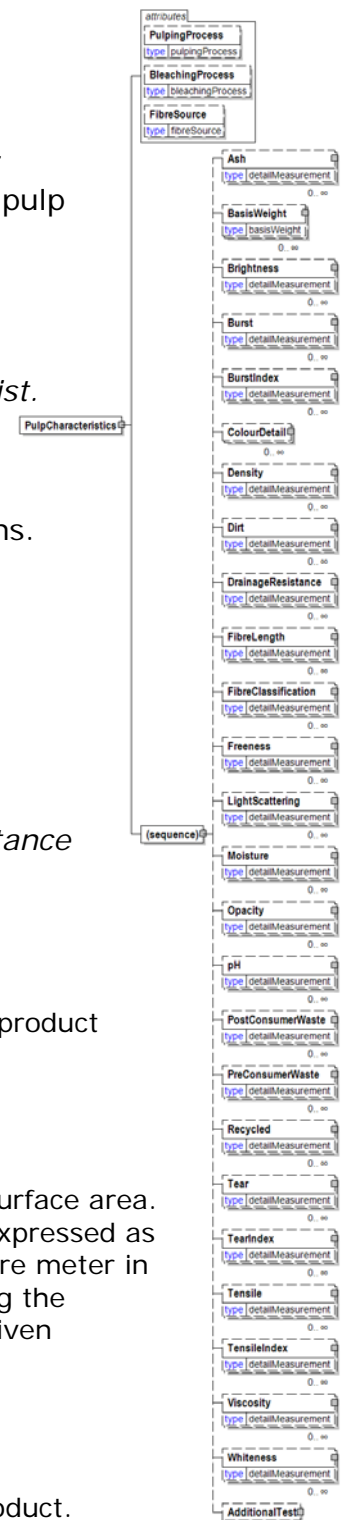 attributes
PulpingProcess
type pulpingProcess
BleachingProcess
type bleachingProcess
FibreSource
type fibreSource
pulp
ist.
ns.
tance
product
urface area.
xpressed as
re meter in
g the
iven
oduct.
PulpCharacteristics
(sequence)
Ash
type detailMeasurement
0.. ∞
BasisWeight
type basisWeight
0.. ∞
Brightness
type detailMeasurement
0.. ∞
Burst
type detailMeasurement
0.. ∞
BurstIndex
type detailMeasurement
0.. ∞
ColourDetail
0.. ∞
Density
type detailMeasurement
0.. ∞
Dirt
type detailMeasurement
0.. ∞
DrainageResistance
type detailMeasurement
0.. ∞
FibreLength
type detailMeasurement
0.. ∞
FibreClassification
type detailMeasurement
0.. ∞
Freeness
type detailMeasurement
0.. ∞
LightScattering
type detailMeasurement
0.. ∞
Moisture
type detailMeasurement
0.. ∞
Opacity
type detailMeasurement
0.. ∞
pH
type detailMeasurement
0.. ∞
PostConsumerWaste
type detailMeasurement
0.. ∞
PreConsumerWaste
type detailMeasurement
0.. ∞
Recycled
type detailMeasurement
0.. ∞
Tear
type detailMeasurement
0.. ∞
TearIndex
type detailMeasurement
0.. ∞
Tensile
type detailMeasurement
0.. ∞
TensileIndex
type detailMeasurement
0.. ∞
Viscosity
type detailMeasurement
0.. ∞
Whiteness
type detailMeasurement
0.. ∞
AdditionalTest